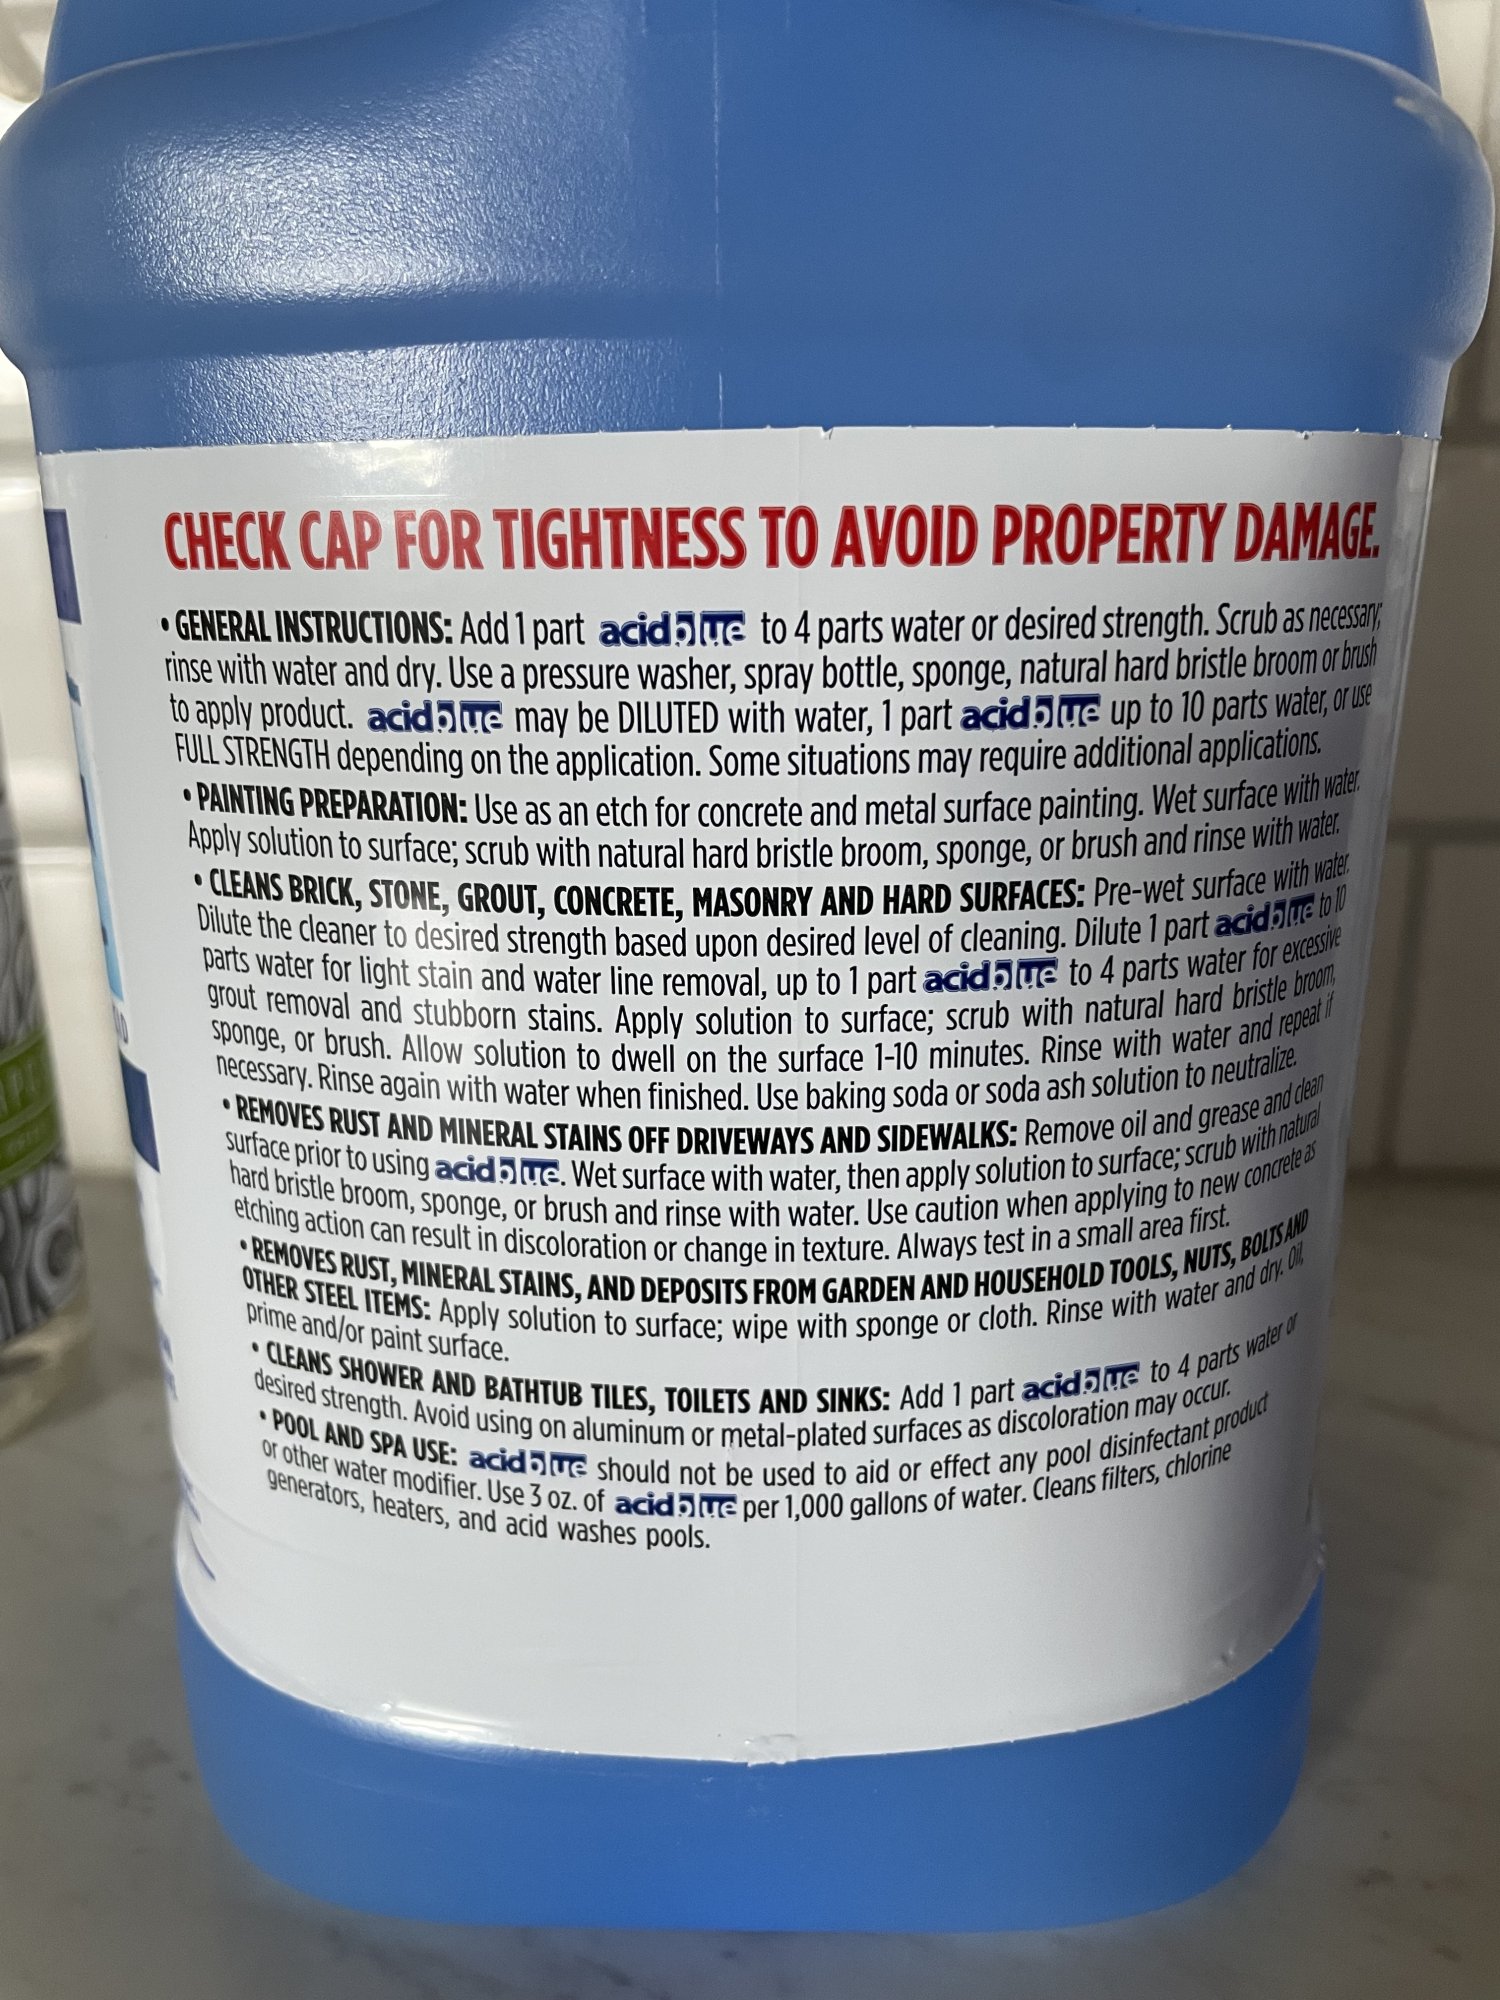 CHECK CAP FOR TIGHTNESS TO AVOID PROPERTY DAMAGE.
• GENERAL INSTRUCTIONS: Add 1 part acidblue to 4 parts water or desired strength. Scrub as necessary;
rinse with water and dry. Use a pressure washer, spray bottle, sponge, natural hard bristle broom or brush
to apply product. acidblue may be DILUTED with water, 1 part acidblue up to 10 parts water, or use
FULL STRENGTH depending on the application. Some situations may require additional applications.
• PAINTING PREPARATION: Use as an etch for concrete and metal surface painting. Wet surface with water.
Apply solution to surface; scrub with natural hard bristle broom, sponge, or brush and rinse with water.
• CLEANS BRICK, STONE, GROUT, CONCRETE, MASONRY AND HARD SURFACES: Pre-wet surface with water.
Dilute the cleaner to desired strength based upon desired level of cleaning. Dilute 1 part acidblue to 10
parts water for light stain and water line removal, up to 1 part acidblue to 4 parts water for excessive
grout removal and stubborn stains. Apply solution to surface; scrub with natural hard bristle broom,
sponge, or brush. Allow solution to dwell on the surface 1-10 minutes. Rinse with water and repeat if
necessary. Rinse again with water when finished. Use baking soda or soda ash solution to neutralize.
• REMOVES RUST AND MINERAL STAINS OFF DRIVEWAYS AND SIDEWALKS: Remove oil and grease and clean
surface prior to using acidblue. Wet surface with water, then apply solution to surface; scrub with natural
hard bristle broom, sponge, or brush and rinse with water. Use caution when applying to new concrete as
etching action can result in discoloration or change in texture. Always test in a small area first.
• REMOVES RUST, MINERAL STAINS, AND DEPOSITS FROM GARDEN AND HOUSEHOLD TOOLS, NUTS, BOLTS AND
OTHER STEEL ITEMS: Apply solution to surface; wipe with sponge or cloth. Rinse with water and dry. Oil,
prime and/or paint surface.
• CLEANS SHOWER AND BATHTUB TILES, TOILETS AND SINKS: Add 1 part acidblue to 4 parts water or
desired strength. Avoid using on aluminum or metal-plated surfaces as discoloration may occur.
• POOL AND SPA USE: acidblue should not be used to aid or effect any pool disinfectant product
or other water modifier. Use 3 oz. of acidblue per 1,000 gallons of water. Cleans filters, chlorine
generators, heaters, and acid washes pools.